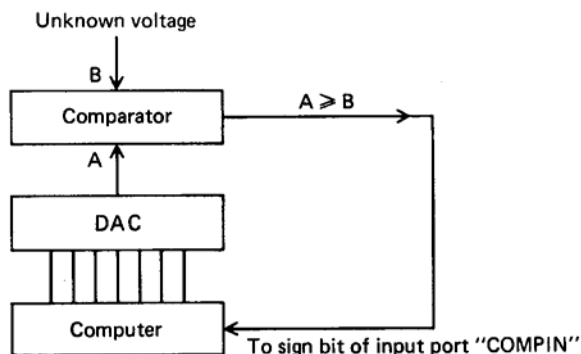 Unknown voltage
B
Comparator
A ⩾ B
A
DAC
Computer
To sign bit of input port "COMPIN"